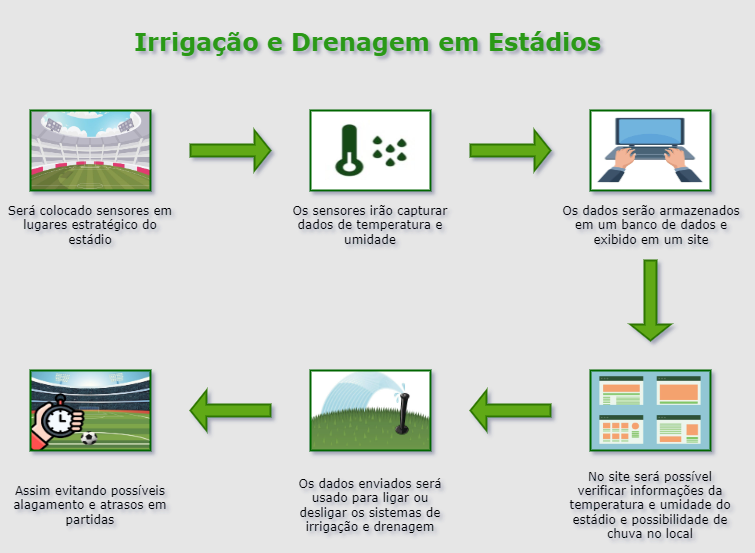 Irrigação e Drenagem em Estádios
Será colocado sensores em
lugares estratégico do
estádio
Os sensores irão capturar
dados de temperatura e
umidade
Os dados serão armazenados
em um banco de dados e
exibido em um site
No site será possível
verificar informações da
temperatura e umidade do
estádio e possibilidade de
chuva no local
Os dados enviados será
usado para ligar ou
desligar os sistemas de
irrigação e drenagem
Assim evitando possíveis
alagamento e atrasos em
partidas